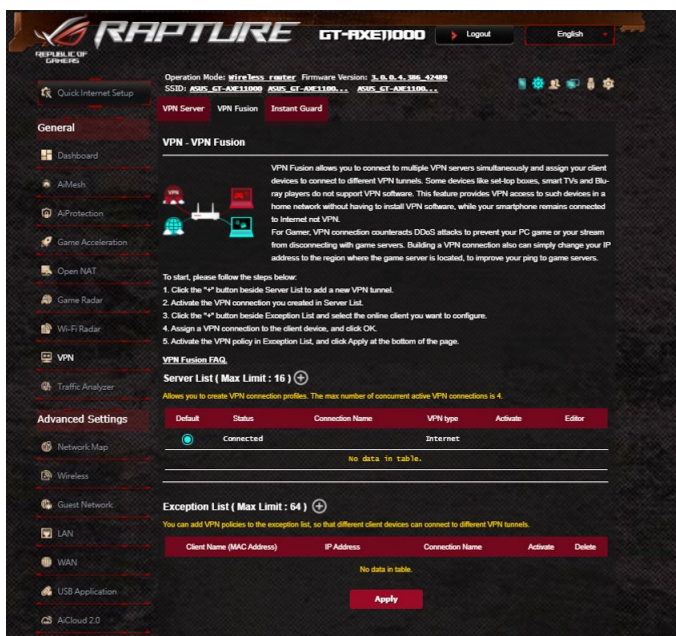 REPUBLIC OF GAMERS
RAPTURE
GT-AXE11000
Logout
English
Operation Mode: Wireless router Firmware Version: 3.0.0.4.386_42489
SSID: ASUS_GT-AXE11000 ASUS_GT-AXE1100... ASUS_GT-AXE1100...
Quick Internet Setup
General
Dashboard
AiMesh
AiProtection
Game Acceleration
Open NAT
Game Radar
Wi-Fi Radar
VPN
Traffic Analyzer
Advanced Settings
Network Map
Wireless
Guest Network
LAN
WAN
USB Application
AiCloud 2.0
VPN Server VPN Fusion Instant Guard
VPN - VPN Fusion
VPN
VPN Fusion allows you to connect to multiple VPN servers simultaneously and assign your client
devices to connect to different VPN tunnels. Some devices like set-top boxes, smart TVs and Blu-
ray players do not support VPN software. This feature provides VPN access to such devices in a
home network without having to install VPN software, while your smartphone remains connected
to Internet not VPN.
For Gamer, VPN connection counteracts DDoS attacks to prevent your PC game or your stream
from disconnecting with game servers. Building a VPN connection also can simply change your IP
address to the region where the game server is located, to improve your ping to game servers.
To start, please follow the steps below:
1. Click the "+" button beside Server List to add a new VPN tunnel.
2. Activate the VPN connection you created in Server List.
3. Click the "+" button beside Exception List and select the online client you want to configure.
4. Assign a VPN connection to the client device, and click OK.
5. Activate the VPN policy in Exception List, and click Apply at the bottom of the page.
VPN Fusion FAQ.
Server List ( Max Limit : 16 )
Allows you to create VPN connection profiles. The max number of concurrent active VPN connections is 4.
Default Status Connection Name VPN type Activate Editor
Connected Internet
No data in table.
Exception List ( Max Limit : 64 )
You can add VPN policies to the exception list, so that different client devices can connect to different VPN tunnels.
Client Name (MAC Address) IP Address Connection Name Activate Delete
No data in table.
Apply